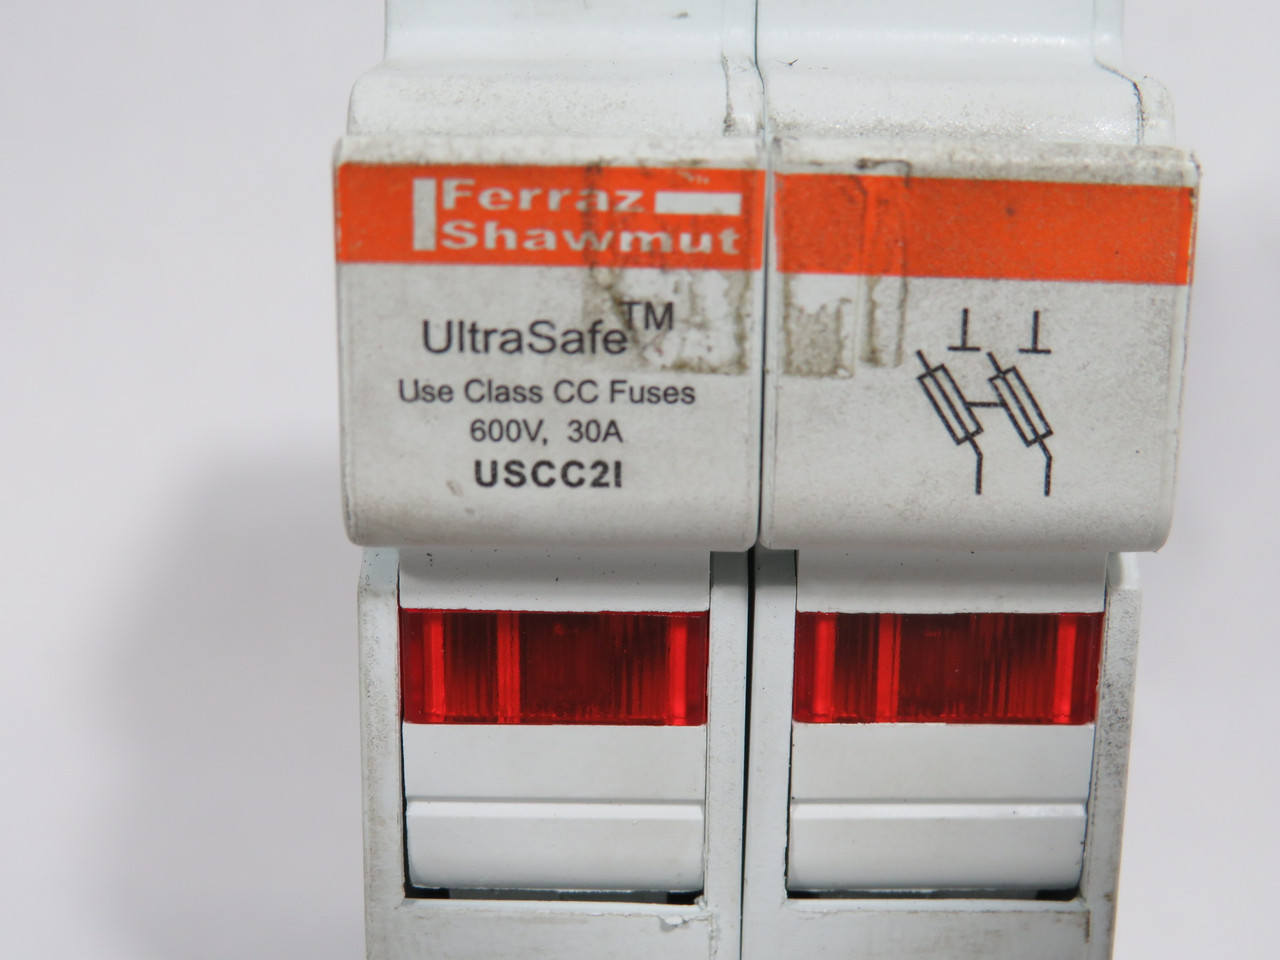 Ferraz
Shawmut
UltraSafe™
Use Class CC Fuses
600V, 30A
USCC2I